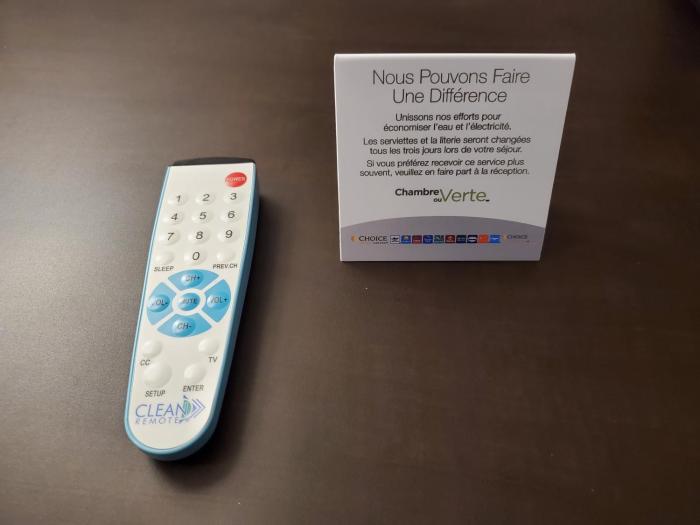 Nous Pouvons Faire
Une Différence
Unissons nos efforts pour
économiser l'eau et l'électricité.
Les serviettes et la literie seront changées
tous les trois jours lors de votre séjour.
Si vous préférez recevoir ce service plus
souvent, veuillez en faire part à la réception.
Chambre
ou Verte
CHOICE
CHOICE
POWER
1 2 3
4 5 6
7 8 9
0
SLEEP PREV.CH
CH+
VOL- MUTE VOL+
CH-
CC TV
SETUP ENTER
CLEAN
REMOTE